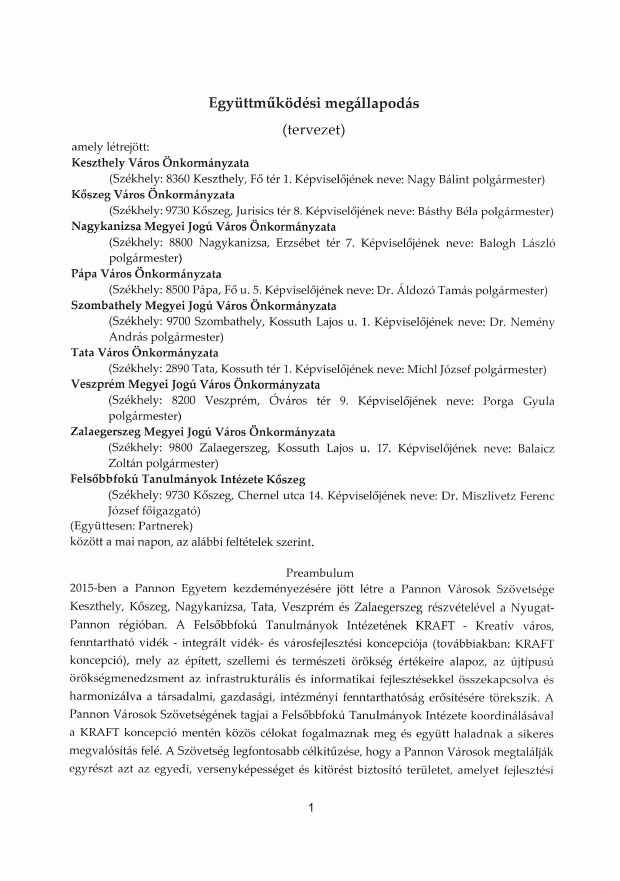 Együttműködési megállapodás
(tervezet)
amely létrejött:
Keszthely Város Önkormányzata
(Székhely: 8360 Keszthely, Fő tér 1. Képviselőjének neve: Nagy Bálint polgármester)
Kőszeg Város Önkormányzata
(Székhely: 9730 Kőszeg, Jurisics tér 8. Képviselőjének neve: Básthy Béla polgármester)
Nagykanizsa Megyei Jogú Város Önkormányzata
(Székhely: 8800 Nagykanizsa, Erzsébet tér 7. Képviselőjének neve: Balogh László
polgármester)
Pápa Város Önkormányzata
(Székhely: 8500 Pápa, Fő u. 5. Képviselőjének neve: Dr. Áldozó Tamás polgármester)
Szombathely Megyei Jogú Város Önkormányzata
(Székhely: 9700 Szombathely, Kossuth Lajos u. 1. Képviselőjének neve: Dr. Nemény
András polgármester)
Tata Város Önkormányzata
(Székhely: 2890 Tata, Kossuth tér 1. Képviselőjének neve: Michl József polgármester)
Veszprém Megyei Jogú Város Önkormányzata
(Székhely: 8200 Veszprém, Óváros tér 9. Képviselőjének neve: Porga Gyula
polgármester)
Zalaegerszeg Megyei Jogú Város Önkormányzata
(Székhely: 9800 Zalaegerszeg, Kossuth Lajos u. 17. Képviselőjének neve: Balaicz
Zoltán polgármester)
Felsőbbfokú Tanulmányok Intézete Kőszeg
(Székhely: 9730 Kőszeg, Chernel utca 14. Képviselőjének neve: Dr. Miszlivetz Ferenc
József főigazgató)
(Együttesen: Partnerek)
között a mai napon, az alábbi feltételek szerint.
Preambulum
2015-ben a Pannon Egyetem kezdeményezésére jött létre a Pannon Városok Szövetsége
Keszthely, Kőszeg, Nagykanizsa, Tata, Veszprém és Zalaegerszeg részvételével a Nyugat-
Pannon régióban. A Felsőbbfokú Tanulmányok Intézetének KRAFT - Kreatív város,
fenntartható vidék - integrált vidék- és városfejlesztési koncepciója (továbbiakban: KRAFT
koncepció), mely az épített, szellemi és természeti örökség értékeire alapoz, az újtípusú
örökségmenedzsment az infrastrukturális és informatikai fejlesztésekkel összekapcsolva és
harmonizálva a társadalmi, gazdasági, intézményi fenntarthatóság erősítésére törekszik. A
Pannon Városok Szövetségének tagjai a Felsőbbfokú Tanulmányok Intézete koordinálásával
a KRAFT koncepció mentén közös célokat fogalmaznak meg és együtt haladnak a sikeres
megvalósítás felé. A Szövetség legfontosabb célkitűzése, hogy a Pannon Városok megtalálják
egyrészt azt az egyedi, versenyképességet és kitörést biztosító területet, amelyet fejlesztési
1